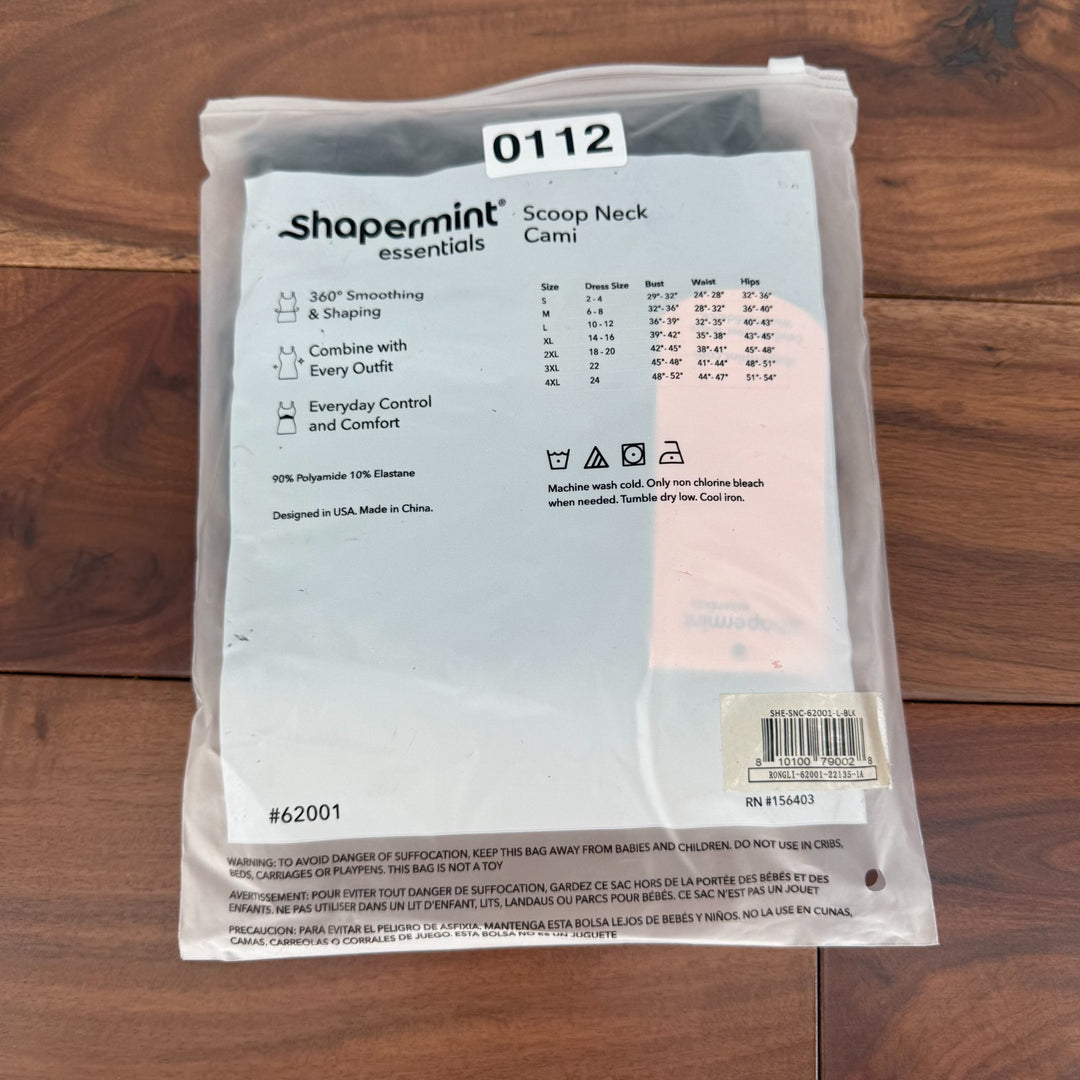 0112
Shapermint®
essentials
Scoop Neck
Cami
360° Smoothing
& Shaping
Combine with
Every Outfit
Everyday Control
and Comfort
90% Polyamide 10% Elastane
Designed in USA. Made in China.
Size Dress Size Bust Waist Hips
S 2 - 4 29"- 32" 24"- 28" 32"- 36"
M 6 - 8 32"- 36" 28"- 32" 36"- 40"
L 10 - 12 36"- 39" 32"- 35" 40"- 43"
XL 14 - 16 39"- 42" 35"- 38" 43"- 45"
2XL 18 - 20 42"- 45" 38"- 41" 45"- 48"
3XL 22 45"- 48" 41"- 44" 48"- 51"
4XL 24 48"- 52" 44"- 47" 51"- 54"
Machine wash cold. Only non chlorine bleach
when needed. Tumble dry low. Cool iron.
shapermint
SHE-SNC-62001-L-BLK
8 10100 79002 8
RONGLI-62001-22135-1A
RN #156403
#62001
WARNING: TO AVOID DANGER OF SUFFOCATION, KEEP THIS BAG AWAY FROM BABIES AND CHILDREN. DO NOT USE IN CRIBS,
BEDS, CARRIAGES OR PLAYPENS. THIS BAG IS NOT A TOY
AVERTISSEMENT: POUR EVITER TOUT DANGER DE SUFFOCATION, GARDEZ CE SAC HORS DE LA PORTÉE DES BÉBÉS ET DES
ENFANTS. NE PAS UTILISER DANS UN LIT D'ENFANT, LITS, LANDAUS OU PARCS POUR BÉBÉS. CE SAC N'EST PAS UN JOUET
PRECAUCION: PARA EVITAR EL PELIGRO DE ASFIXIA, MANTENGA ESTA BOLSA LEJOS DE BEBÉS Y NIÑOS. NO LA USE EN CUNAS,
CAMAS, CARREOLAS O CORRALES DE JUEGO. ESTA BOLSA NO ES UN JUGUETE